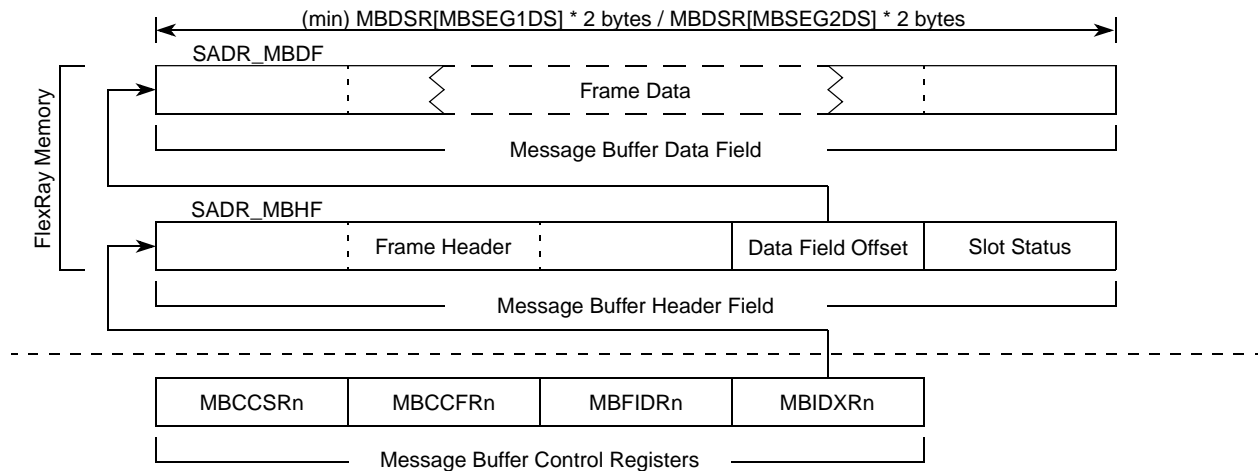 (min) MBDSR[MBSEG1DS] * 2 bytes / MBDSR[MBSEG2DS] * 2 bytes
SADR_MBDF
Frame Data
Message Buffer Data Field
FlexRay Memory
SADR_MBHF
Frame Header
Data Field Offset
Slot Status
Message Buffer Header Field
MBCCSRn
MBCCFRn
MBFIDRn
MBIDXRn
Message Buffer Control Registers